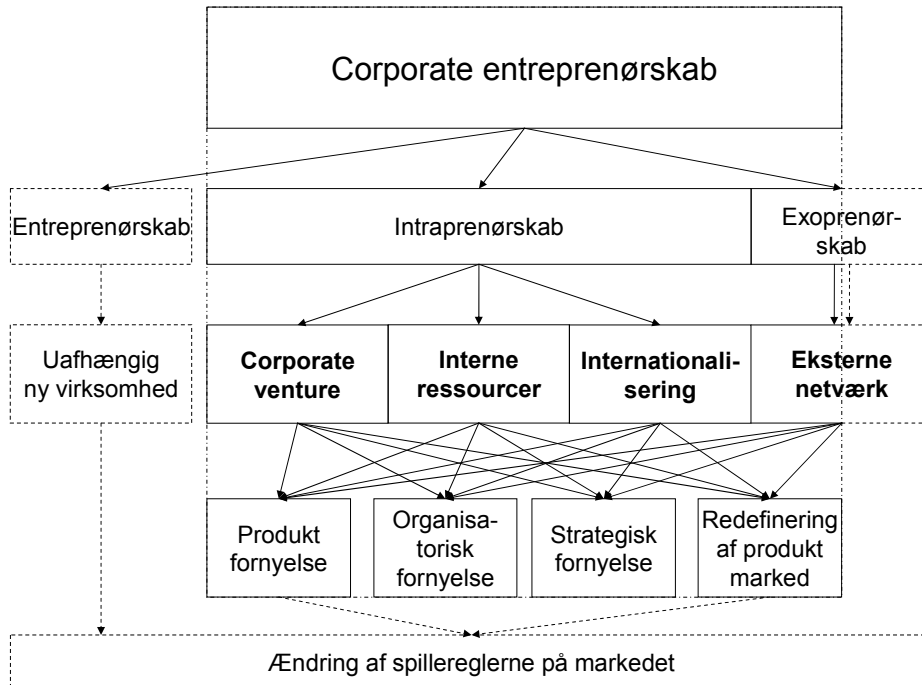 Corporate entreprenørskab
Entreprenørskab
Intraprenørskab
Exoprenør-
skab
Uafhængig
ny virksomhed
Corporate
venture
Interne
ressourcer
Internationali-
sering
Eksterne
netværk
Produkt
fornyelse
Organisa-
torisk
fornyelse
Strategisk
fornyelse
Redefinering
af produkt
marked
Ændring af spillereglerne på markedet